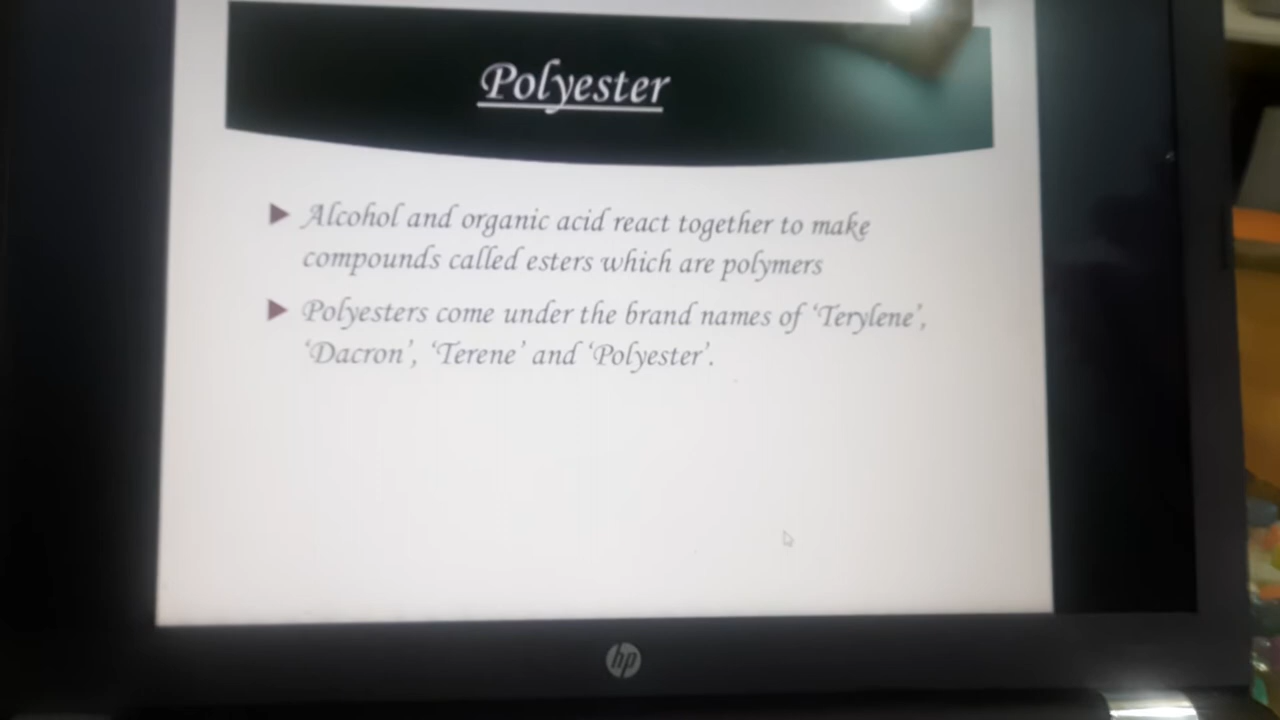 Polyester
Alcohol and organic acid react together to make
compounds called esters which are polymers
Polyesters come under the brand names of ‘Terylene’,
‘Dacron’, ‘Terene’ and ‘Polyester’.
hp